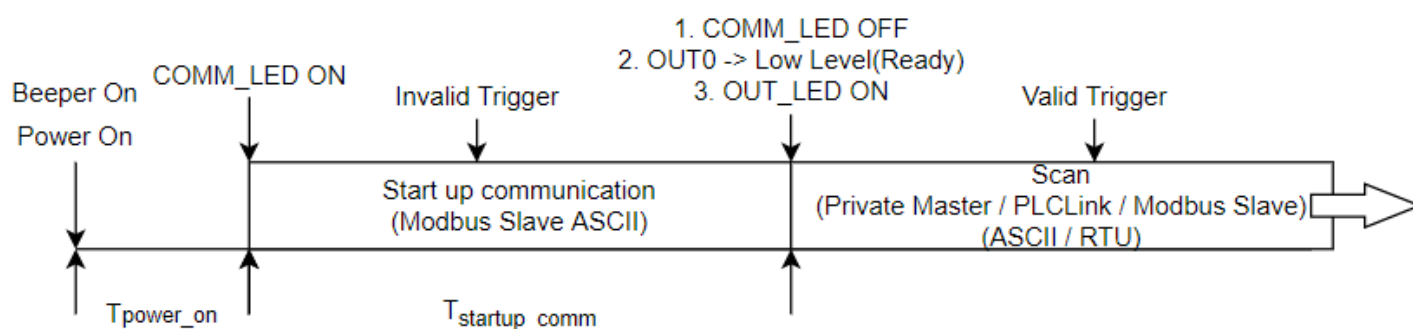 1. COMM_LED OFF
2. OUT0 -> Low Level(Ready)
3. OUT_LED ON
COMM_LED ON
Beeper On
Power On
Invalid Trigger
Valid Trigger
Start up communication
(Modbus Slave ASCII)
Scan
(Private Master / PLCLink / Modbus Slave)
(ASCII / RTU)
Tpower_on
Tstartup_comm